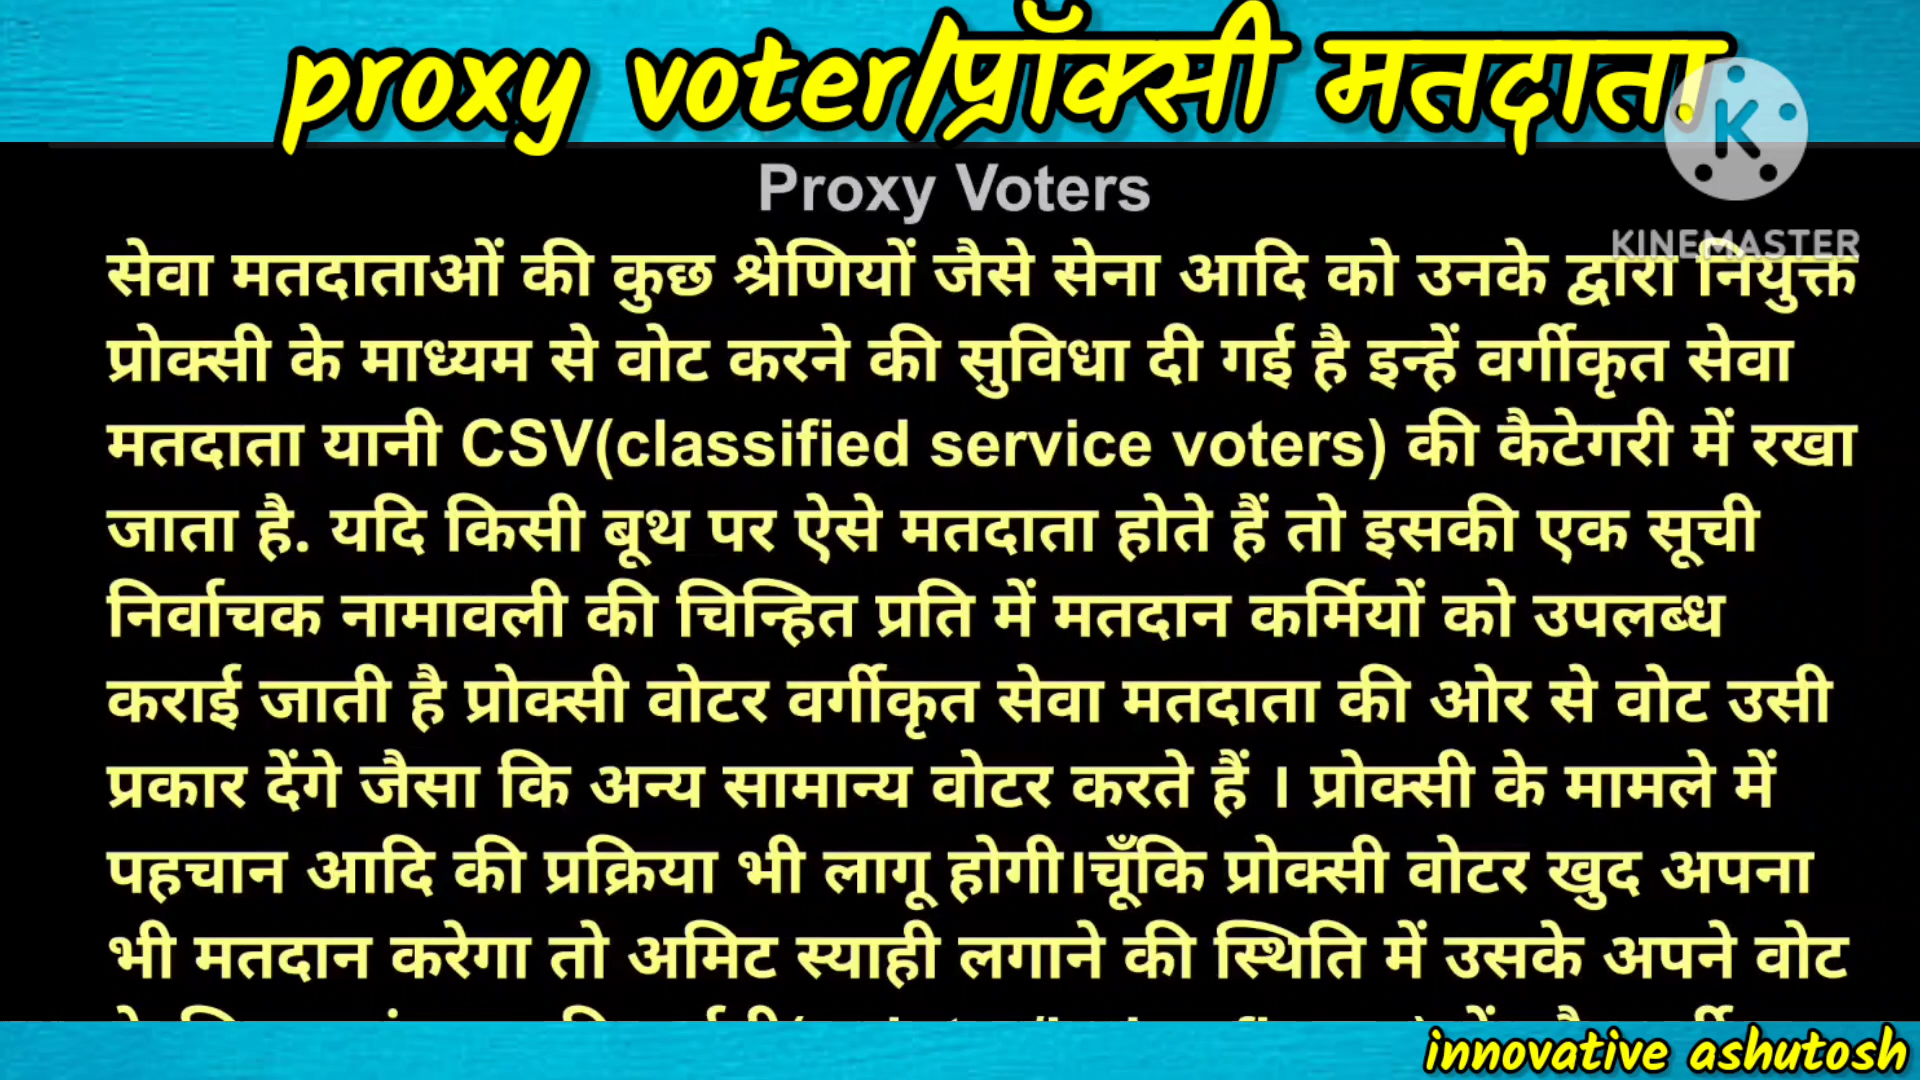 proxy voter/प्रॉक्सी मतदाता
K
KINEMASTER
Proxy Voters
सेवा मतदाताओं की कुछ श्रेणियों जैसे सेना आदि को उनके द्वारा नियुक्त
प्रोक्सी के माध्यम से वोट करने की सुविधा दी गई है इन्हें वर्गीकृत सेवा
मतदाता यानी CSV(classified service voters) की कैटेगरी में रखा
जाता है. यदि किसी बूथ पर ऐसे मतदाता होते हैं तो इसकी एक सूची
निर्वाचक नामावली की चिन्हित प्रति में मतदान कर्मियों को उपलब्ध
कराई जाती है प्रोक्सी वोटर वर्गीकृत सेवा मतदाता की ओर से वोट उसी
प्रकार देंगे जैसा कि अन्य सामान्य वोटर करते हैं । प्रोक्सी के मामले में
पहचान आदि की प्रक्रिया भी लागू होगी।चूँकि प्रोक्सी वोटर खुद अपना
भी मतदान करेगा तो अमिट स्याही लगाने की स्थिति में उसके अपने वोट
innovative ashutosh